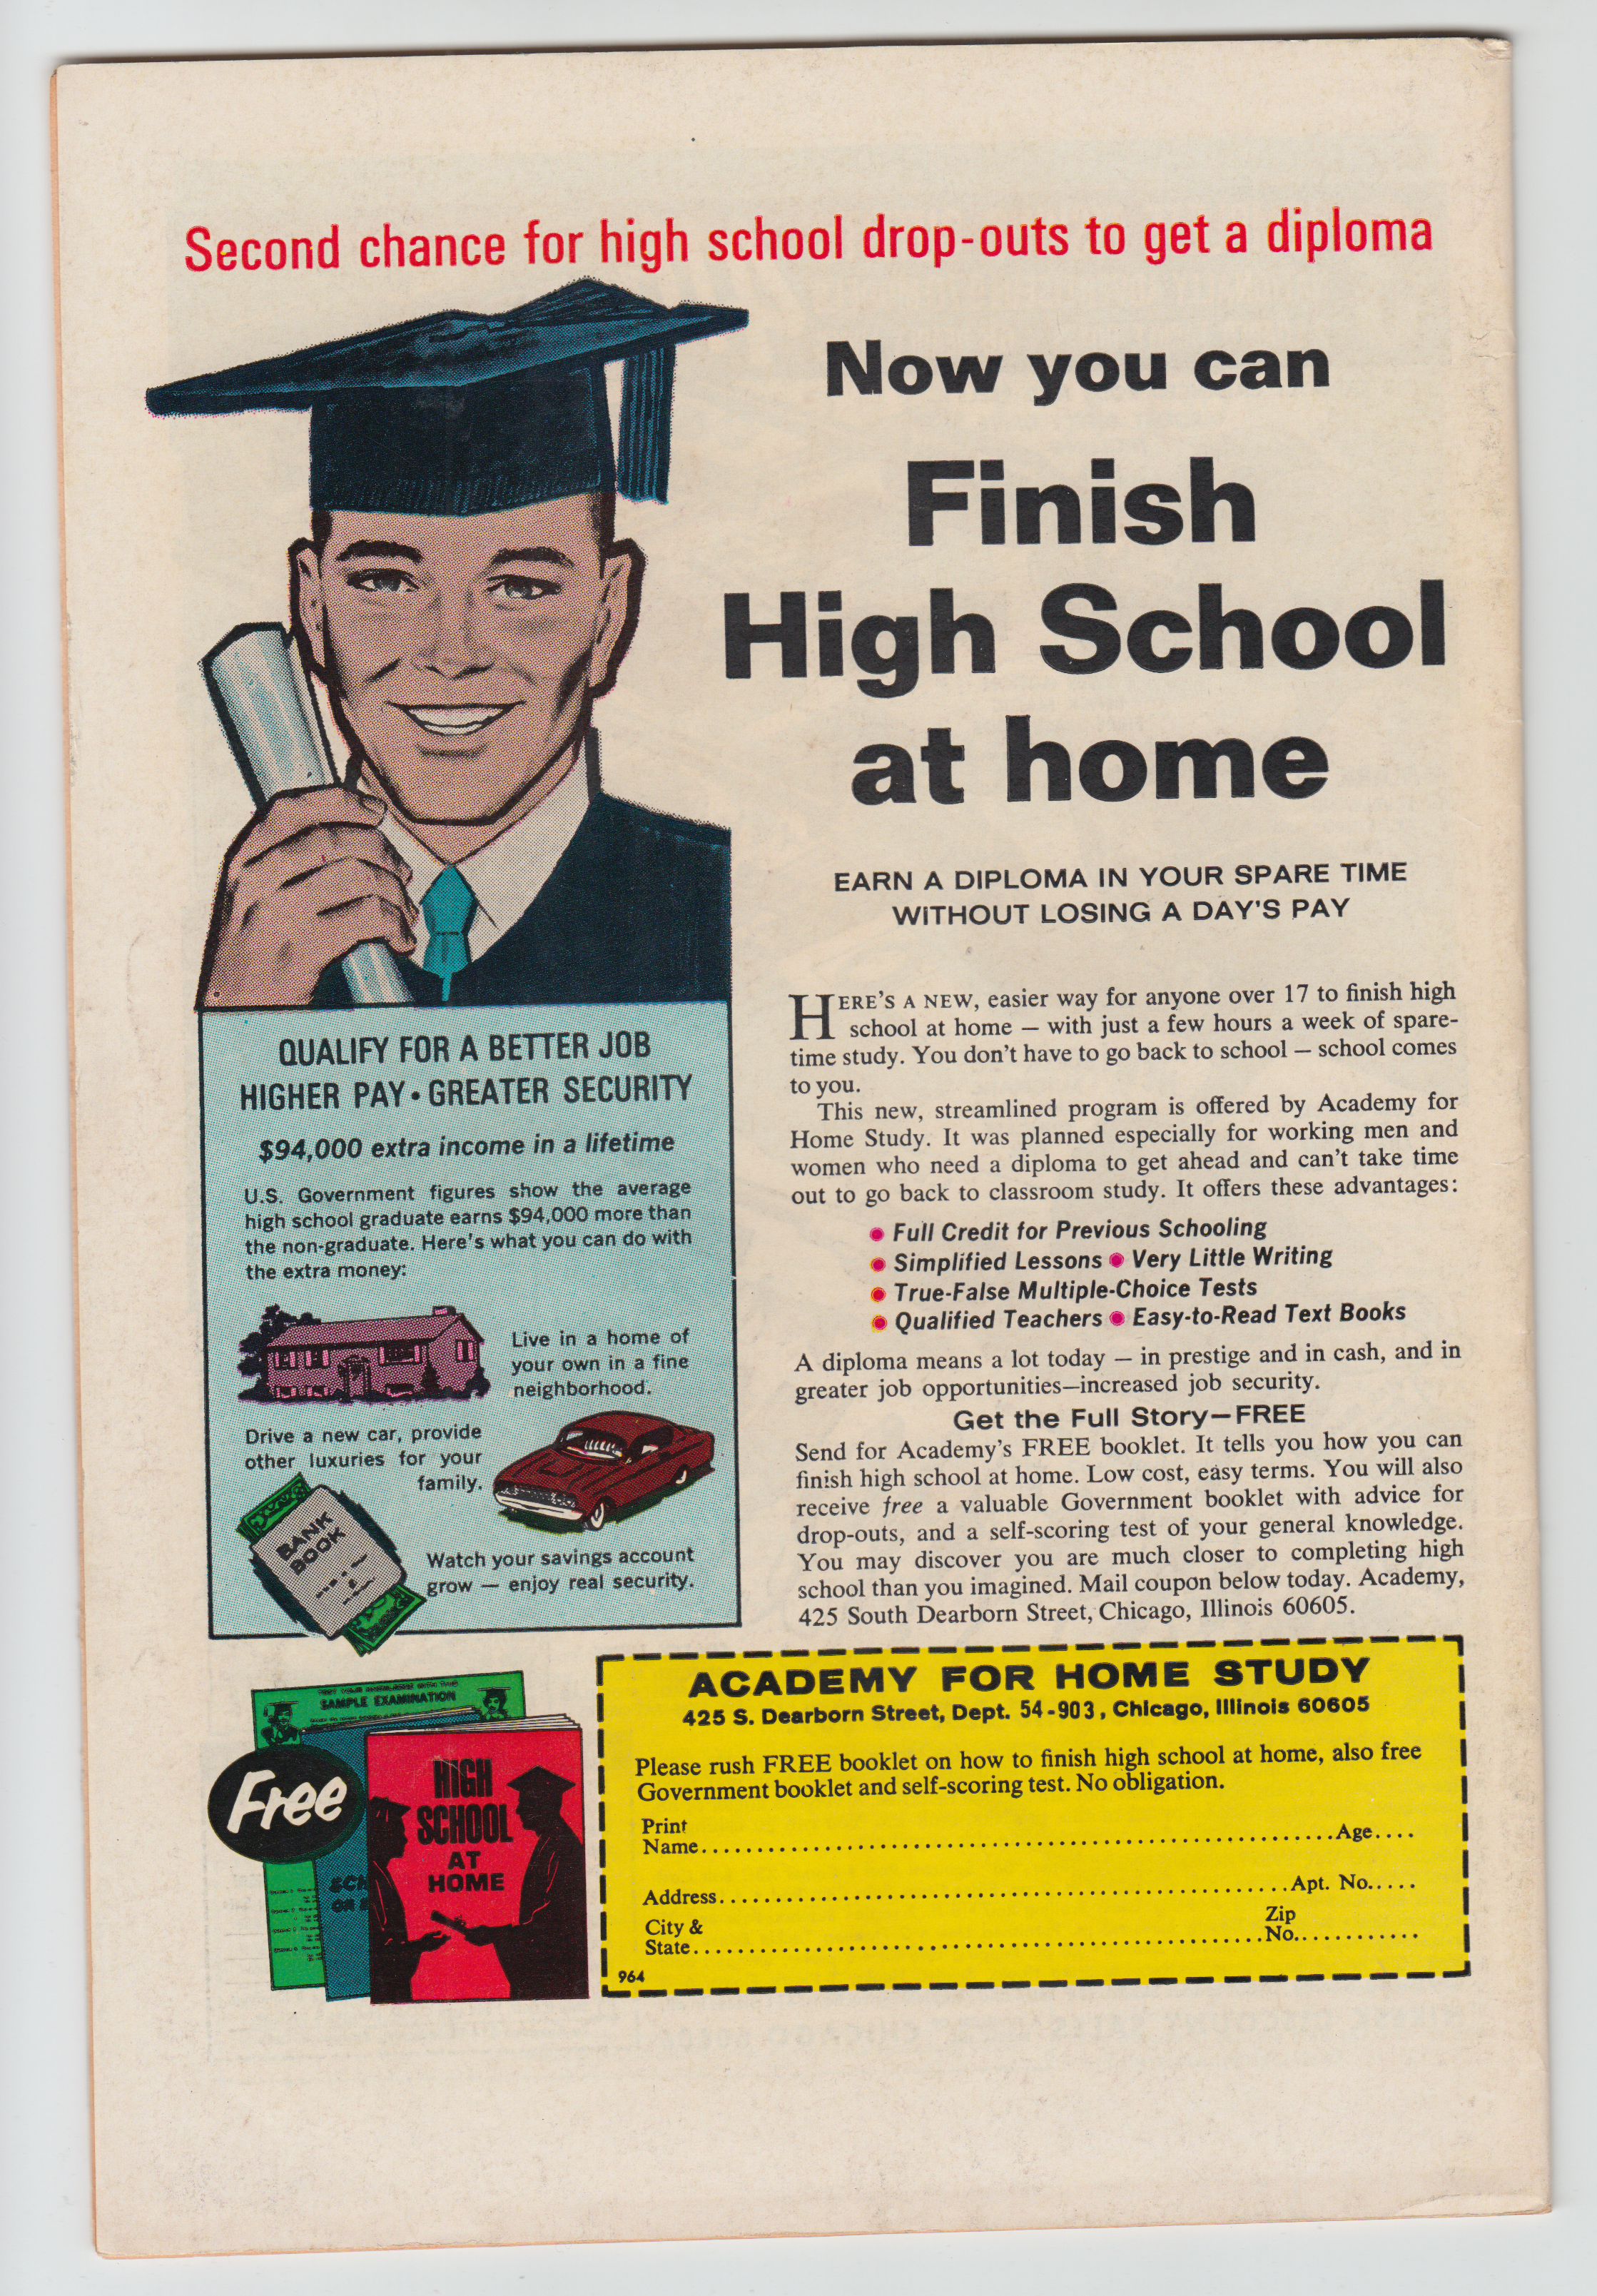 Second chance for high school drop-outs to get a diploma
Now you can
Finish
High School
at home
EARN A DIPLOMA IN YOUR SPARE TIME
WITHOUT LOSING A DAY'S PAY
HERE'S A NEW, easier way for anyone over 17 to finish high
school at home — with just a few hours a week of spare-
time study. You don't have to go back to school — school comes
to you.
This new, streamlined program is offered by Academy for
Home Study. It was planned especially for working men and
women who need a diploma to get ahead and can't take time
out to go back to classroom study. It offers these advantages:
• Full Credit for Previous Schooling
• Simplified Lessons • Very Little Writing
• True-False Multiple-Choice Tests
• Qualified Teachers • Easy-to-Read Text Books
A diploma means a lot today — in prestige and in cash, and in
greater job opportunities—increased job security.
Get the Full Story—FREE
Send for Academy's FREE booklet. It tells you how you can
finish high school at home. Low cost, easy terms. You will also
receive free a valuable Government booklet with advice for
drop-outs, and a self-scoring test of your general knowledge.
You may discover you are much closer to completing high
school than you imagined. Mail coupon below today. Academy,
425 South Dearborn Street, Chicago, Illinois 60605.
QUALIFY FOR A BETTER JOB
HIGHER PAY • GREATER SECURITY
$94,000 extra income in a lifetime
U.S. Government figures show the average
high school graduate earns $94,000 more than
the non-graduate. Here's what you can do with
the extra money:
Live in a home of
your own in a fine
neighborhood.
Drive a new car, provide
other luxuries for your
family.
BANK
BOOK
Watch your savings account
grow — enjoy real security.
SAMPLE EXAMINATION
Free
HIGH
SCHOOL
AT
HOME
ACADEMY FOR HOME STUDY
425 S. Dearborn Street, Dept. 54-903, Chicago, Illinois 60605
Please rush FREE booklet on how to finish high school at home, also free
Government booklet and self-scoring test. No obligation.
Print
Name..........Age....
Address..........Apt. No.....
City & Zip
State..........No...........
964